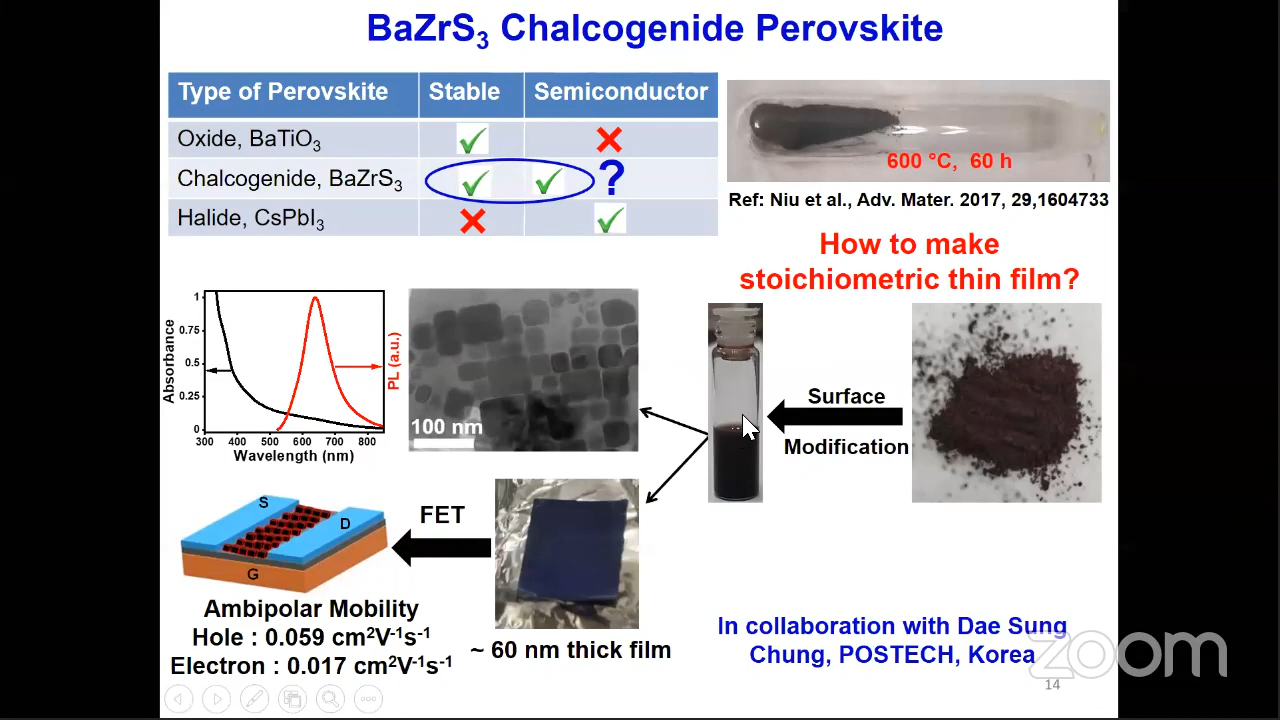 BaZrS3 Chalcogenide Perovskite
Type of Perovskite Stable Semiconductor
Oxide, BaTiO3
Chalcogenide, BaZrS3 ?
Halide, CsPbI3
600 °C, 60 h
Ref: Niu et al., Adv. Mater. 2017, 29,1604733
How to make
stoichiometric thin film?
Absorbance
1
0.75
0.5
0.25
0
300 400 500 600 700 800
Wavelength (nm)
PL (a.u.)
100 nm
Surface
Modification
S
D
G
FET
Ambipolar Mobility
Hole : 0.059 cm²V⁻¹s⁻¹
Electron : 0.017 cm²V⁻¹s⁻¹
~ 60 nm thick film
In collaboration with Dae Sung
Chung, POSTECH, Korea
zoom
14